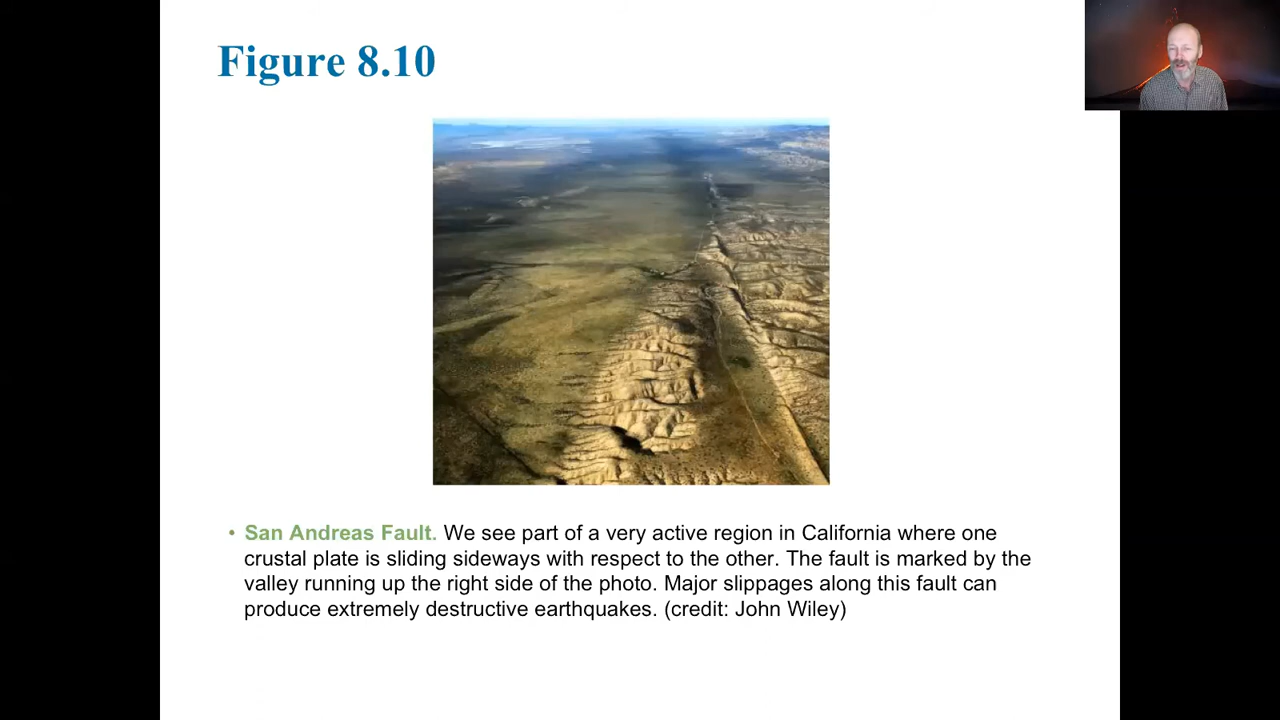 Figure 8.10
• San Andreas Fault. We see part of a very active region in California where one
crustal plate is sliding sideways with respect to the other. The fault is marked by the
valley running up the right side of the photo. Major slippages along this fault can
produce extremely destructive earthquakes. (credit: John Wiley)